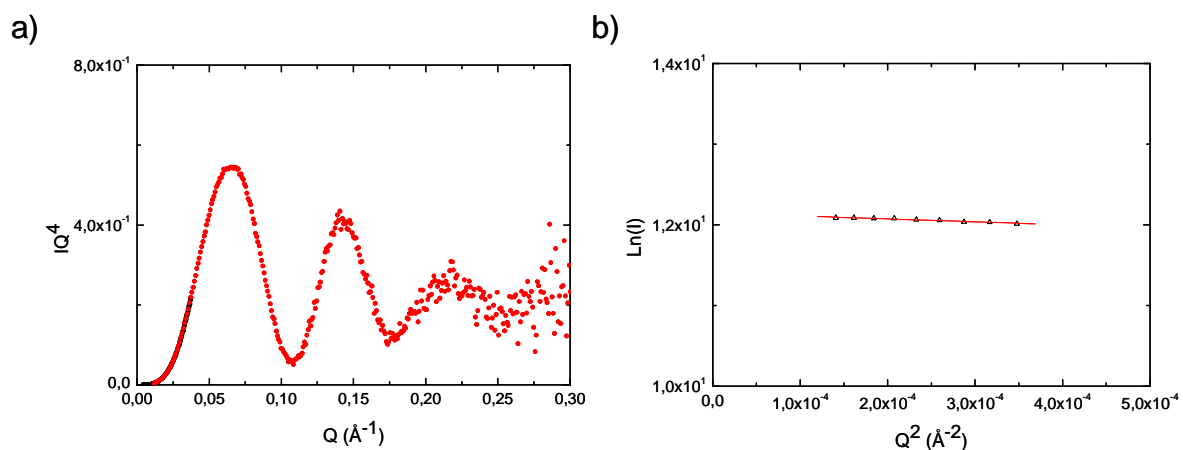 a)
8,0x10⁻¹
4,0x10⁻¹
0,0
IQ⁴
0,00 0,05 0,10 0,15 0,20 0,25 0,30
Q (Å⁻¹)
b)
1,4x10¹
1,2x10¹
1,0x10¹
Ln(I)
0,0 1,0x10⁻⁴ 2,0x10⁻⁴ 3,0x10⁻⁴ 4,0x10⁻⁴ 5,0x10⁻⁴
Q² (Å⁻²)